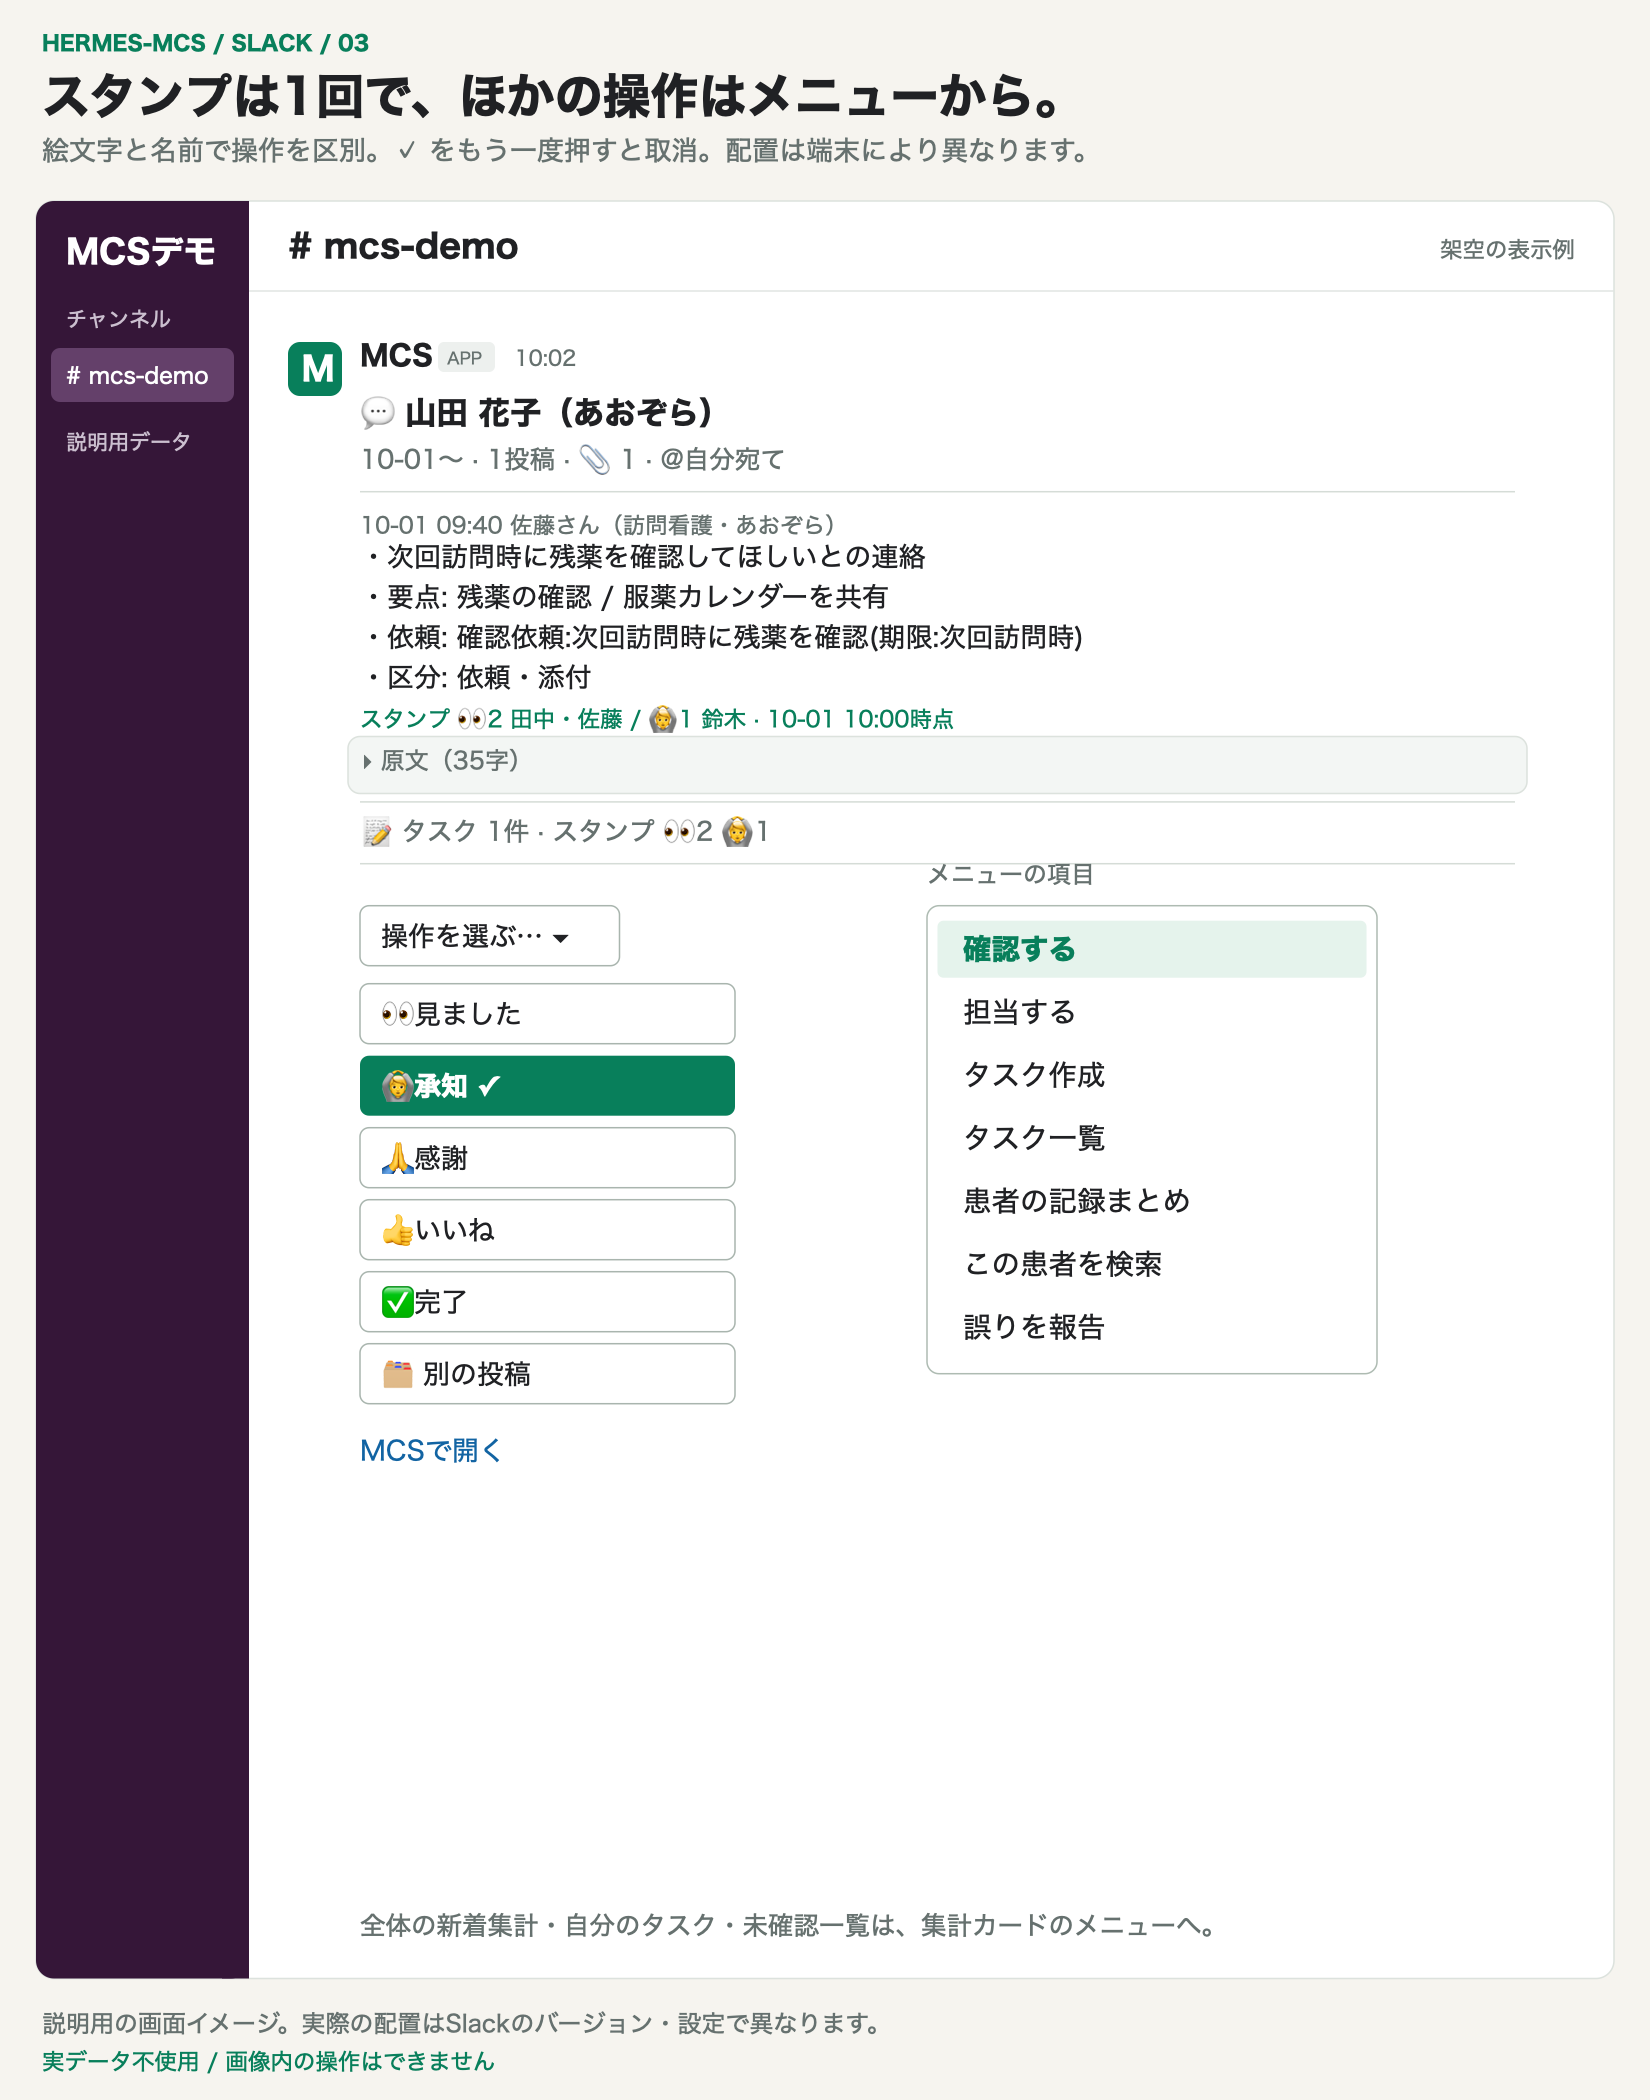 HERMES-MCS / SLACK / 03
スタンプは1回で、ほかの操作はメニューから。
絵文字と名前で操作を区別。✓ をもう一度押すと取消。配置は端末により異なります。
MCSデモ
チャンネル
# mcs-demo
説明用データ
# mcs-demo
架空の表示例
M
MCS APP 10:02
💬 山田 花子（あおぞら）
10-01〜 · 1投稿 · 📎 1 · @自分宛て
10-01 09:40 佐藤さん（訪問看護・あおぞら）
・次回訪問時に残薬を確認してほしいとの連絡
・要点: 残薬の確認 / 服薬カレンダーを共有
・依頼: 確認依頼:次回訪問時に残薬を確認(期限:次回訪問時)
・区分: 依頼・添付
スタンプ 👀2 田中・佐藤 / 🙆1 鈴木 · 10-01 10:00時点
▸ 原文（35字）
📝 タスク 1件 · スタンプ 👀2 🙆1
操作を選ぶ… ▾
👀見ました
🙆承知 ✓
🙏感謝
👍いいね
✅完了
🗂️ 別の投稿
MCSで開く
メニューの項目
確認する
担当する
タスク作成
タスク一覧
患者の記録まとめ
この患者を検索
誤りを報告
全体の新着集計・自分のタスク・未確認一覧は、集計カードのメニューへ。
説明用の画面イメージ。実際の配置はSlackのバージョン・設定で異なります。
実データ不使用 / 画像内の操作はできません